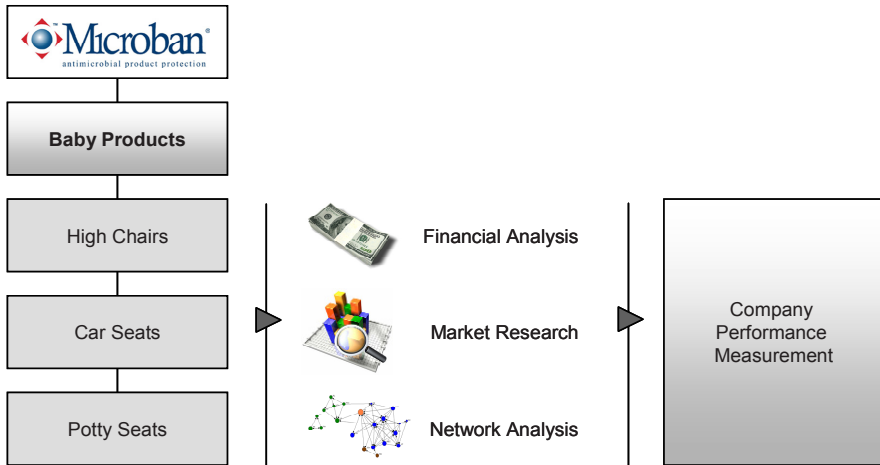 Microban®
antimicrobial product protection
Baby Products
High Chairs
Car Seats
Potty Seats
Financial Analysis
Market Research
Network Analysis
Company
Performance
Measurement